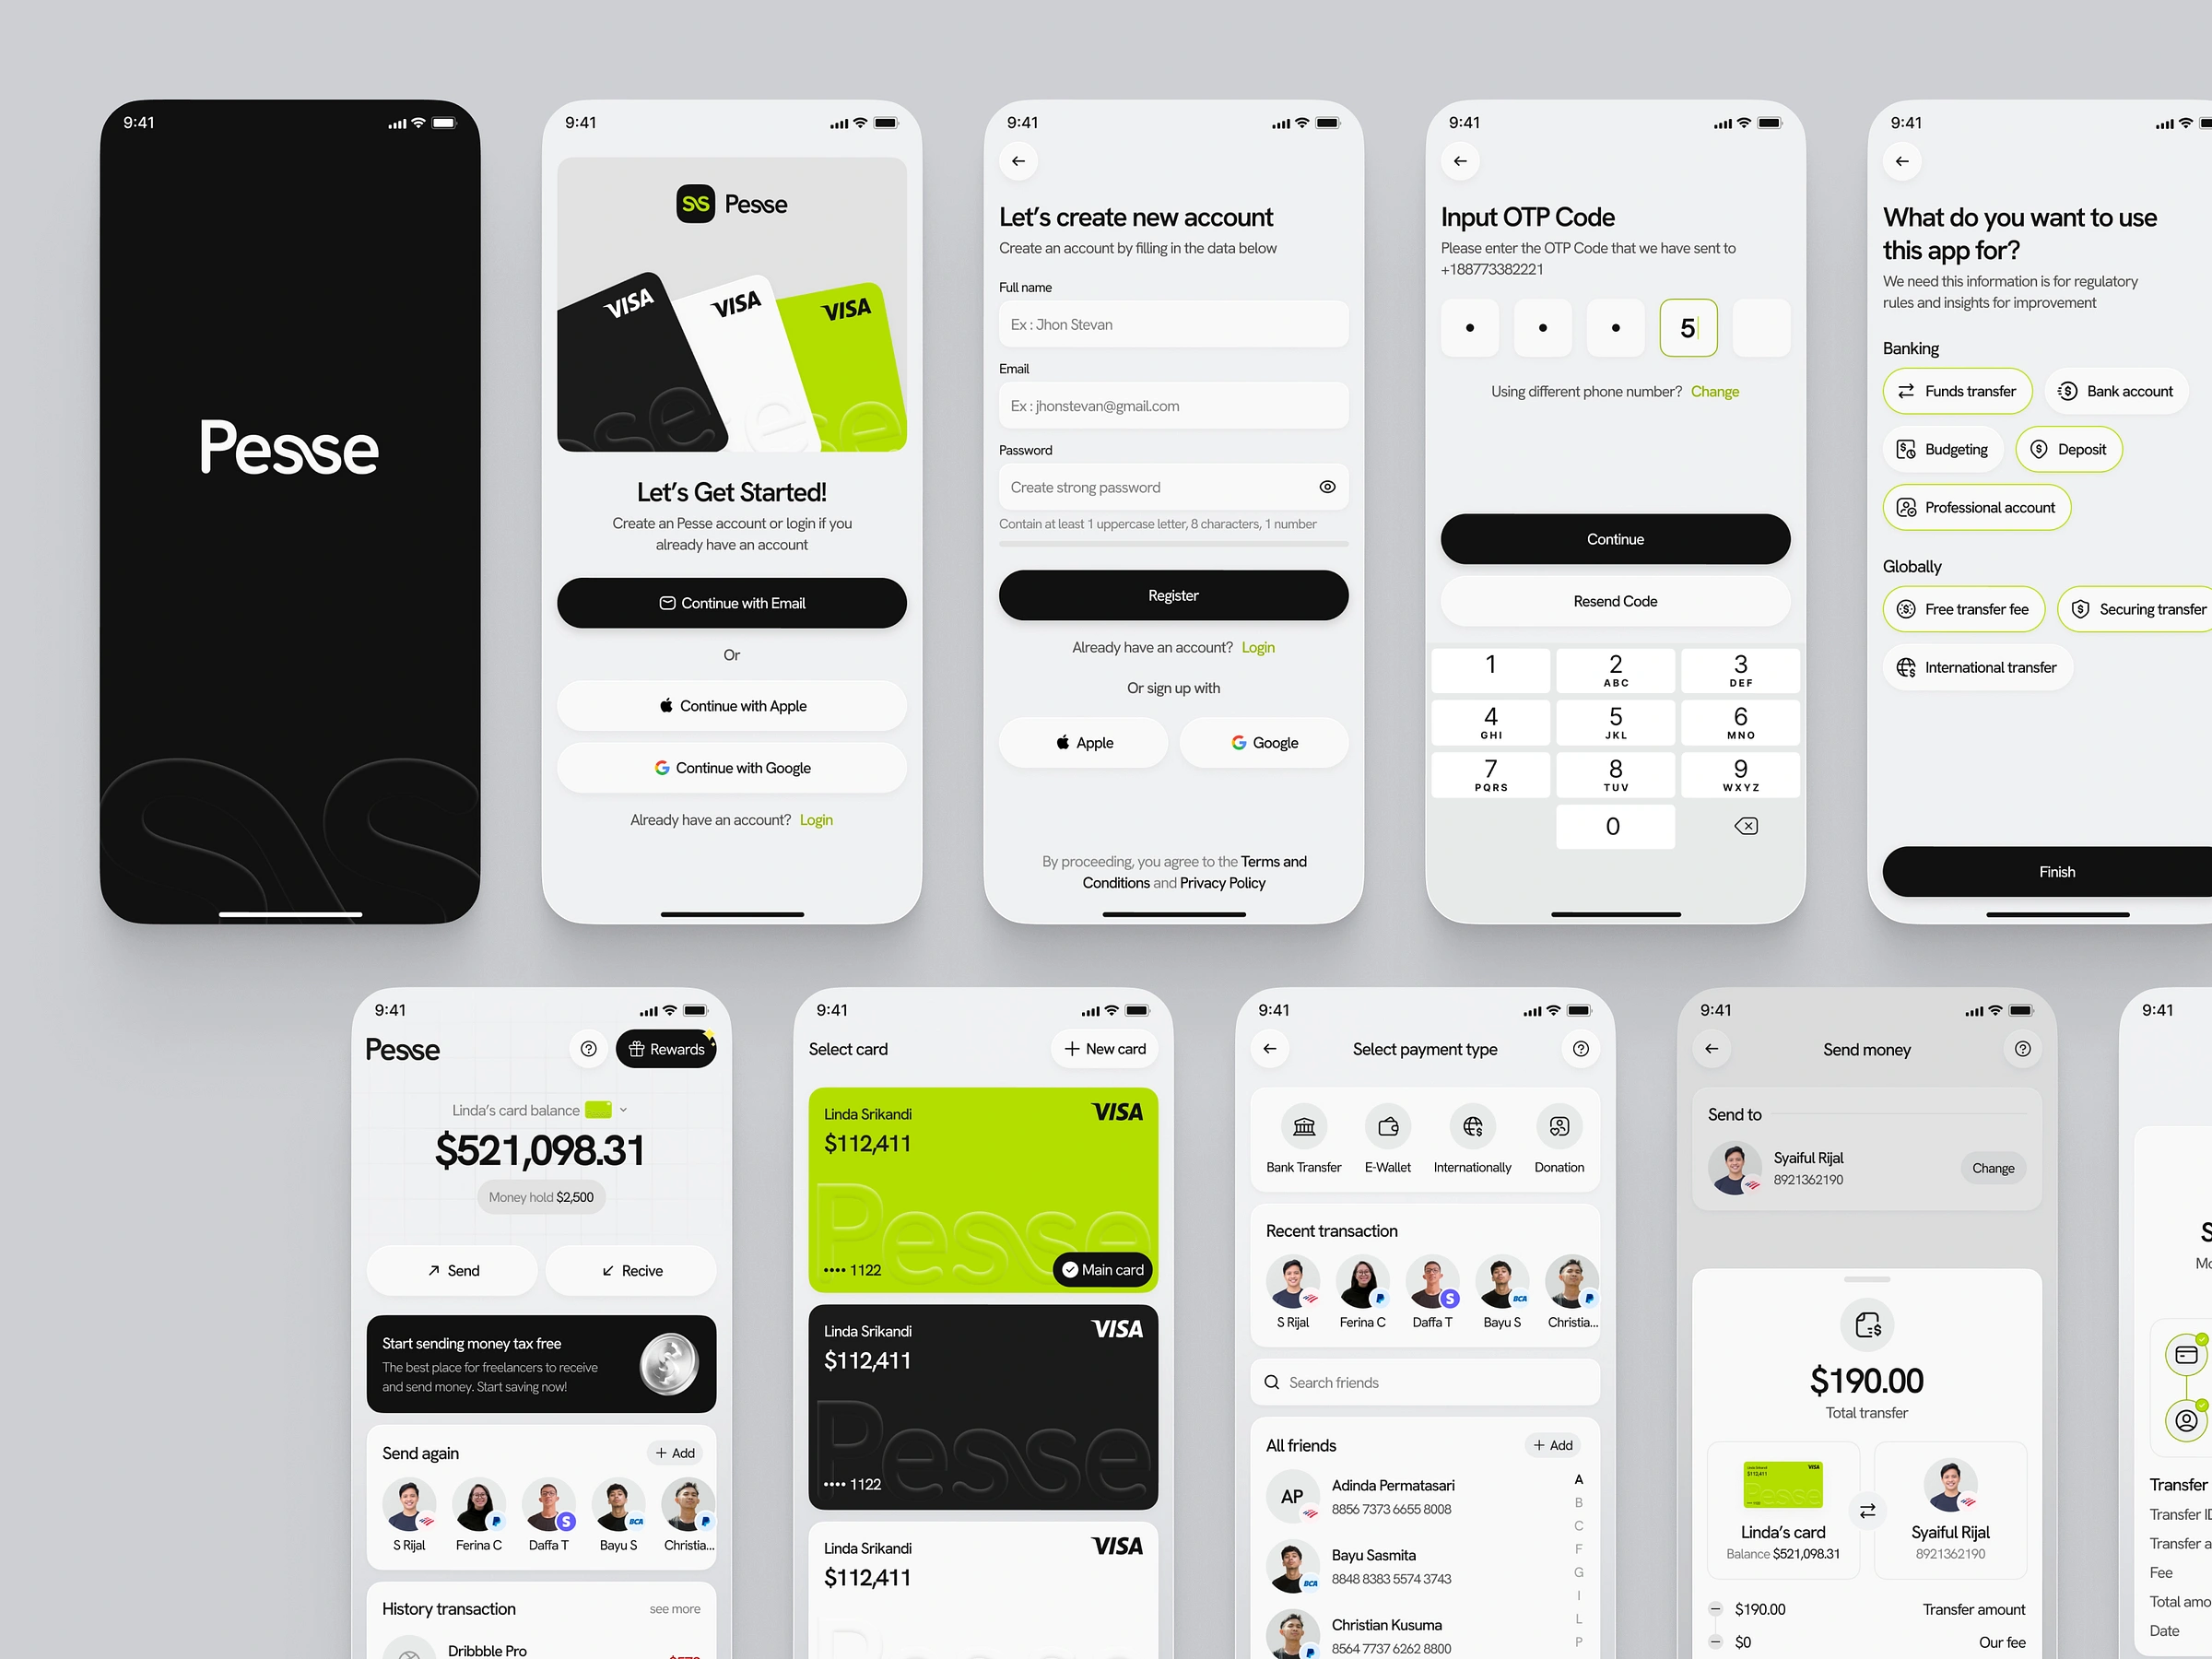 9:41
Pesse
9:41
Pesse
VISA
VISA
VISA
sse
se
se
Let's Get Started!
Create an Pesse account or login if you
already have an account
Continue with Email
Or
Continue with Apple
Continue with Google
Already have an account? Login
9:41
Let's create new account
Create an account by filling in the data below
Full name
Ex : Jhon Stevan
Email
Ex : jhonstevan@gmail.com
Password
Create strong password
Contain at least 1 uppercase letter, 8 characters, 1 number
Register
Already have an account? Login
Or sign up with
Apple
Google
By proceeding, you agree to the Terms and
Conditions and Privacy Policy
9:41
Input OTP Code
Please enter the OTP Code that we have sent to
+188773382221
5
Using different phone number? Change
Continue
Resend Code
1
2
ABC
3
DEF
4
GHI
5
JKL
6
MNO
7
PQRS
8
TUV
9
WXYZ
0
9:41
What do you want to use
this app for?
We need this information is for regulatory
rules and insights for improvement
Banking
Funds transfer
Bank account
Budgeting
Deposit
Professional account
Globally
Free transfer fee
Securing transfer
International transfer
Finish
9:41
Pesse
Rewards
Linda's card balance
$521,098.31
Money hold $2,500
Send
Recive
Start sending money tax free
The best place for freelancers to receive
and send money. Start saving now!
Send again
+ Add
S
BCA
S Rijal
Ferina C
Daffa T
Bayu S
Christia...
History transaction
see more
Dribbble Pro
9:41
Select card
+ New card
Linda Srikandi
VISA
$112,411
Pesse
•••• 1122
Main card
Linda Srikandi
VISA
$112,411
Pesse
•••• 1122
Linda Srikandi
VISA
$112,411
9:41
Select payment type
Bank Transfer
E-Wallet
Internationally
Donation
Recent transaction
S
BCA
S Rijal
Ferina C
Daffa T
Bayu S
Christia...
Search friends
All friends
+ Add
AP
Adinda Permatasari
8856 7373 6655 8008
BCA
Bayu Sasmita
8848 8383 5574 3743
Christian Kusuma
8564 7737 6262 8800
A
B
C
F
G
I
L
P
9:41
Send money
Send to
Syaiful Rijal
8921362190
Change
$190.00
Total transfer
Linda Srikandi
VISA
$112,411
Pesse
Linda's card
Balance $521,098.31
Syaiful Rijal
8921362190
$190.00
Transfer amount
$0
Our fee
9:41
Transfer
Fee
Date